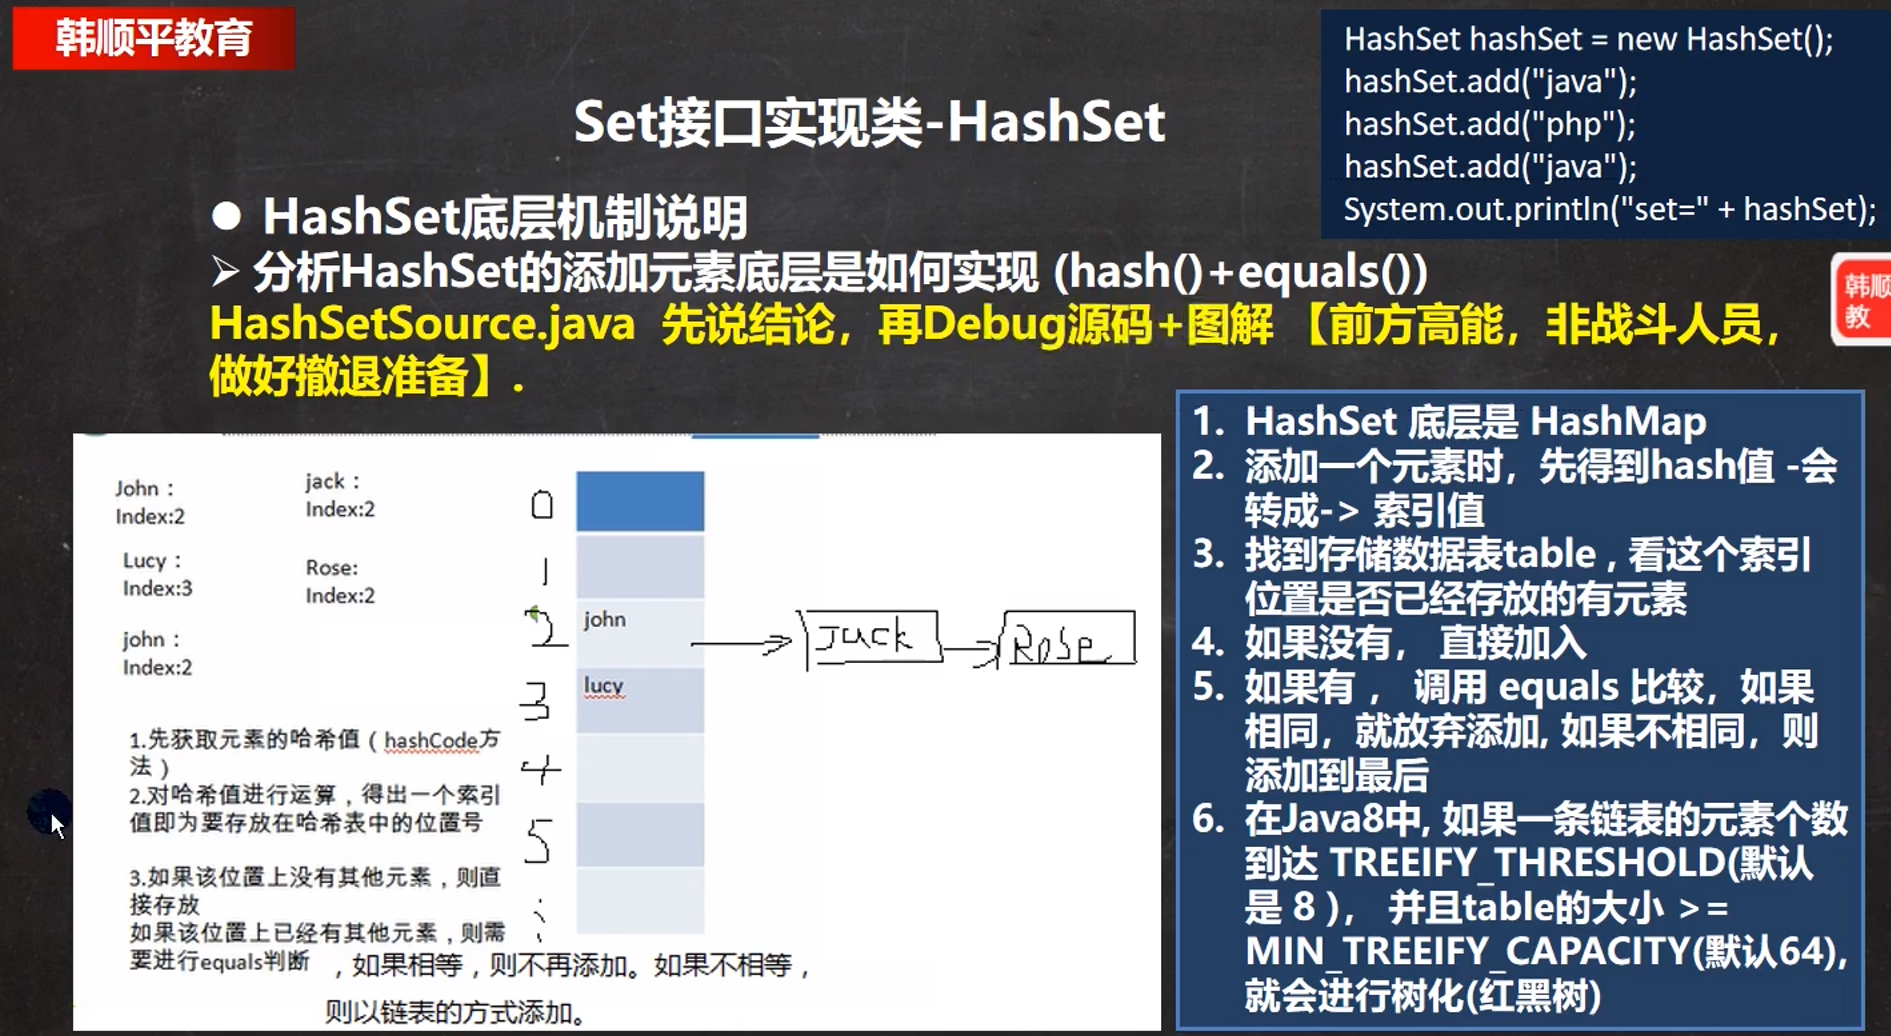 韩顺平教育
HashSet hashSet = new HashSet();
hashSet.add("java");
hashSet.add("php");
hashSet.add("java");
System.out.println("set=" + hashSet);
Set接口实现类-HashSet
● HashSet底层机制说明
➢ 分析HashSet的添加元素底层是如何实现 (hash()+equals())
HashSetSource.java 先说结论，再Debug源码+图解 【前方高能，非战斗人员，
做好撤退准备】.
韩顺
教
John：
Index:2
jack：
Index:2
Lucy：
Index:3
Rose:
Index:2
john：
Index:2
0
1
2
3
4
5
john
lucy
Jack
Rose
1.先获取元素的哈希值（hashCode方
法）
2.对哈希值进行运算，得出一个索引
值即为要存放在哈希表中的位置号
3.如果该位置上没有其他元素，则直
接存放
如果该位置上已经有其他元素，则需
要进行equals判断 ，如果相等，则不再添加。如果不相等，
则以链表的方式添加。
1. HashSet 底层是 HashMap
2. 添加一个元素时，先得到hash值 -会
转成-> 索引值
3. 找到存储数据表table , 看这个索引
位置是否已经存放的有元素
4. 如果没有， 直接加入
5. 如果有 ， 调用 equals 比较，如果
相同，就放弃添加, 如果不相同，则
添加到最后
6. 在Java8中, 如果一条链表的元素个数
到达 TREEIFY_THRESHOLD(默认
是 8 )， 并且table的大小 >=
MIN_TREEIFY_CAPACITY(默认64),
就会进行树化(红黑树)